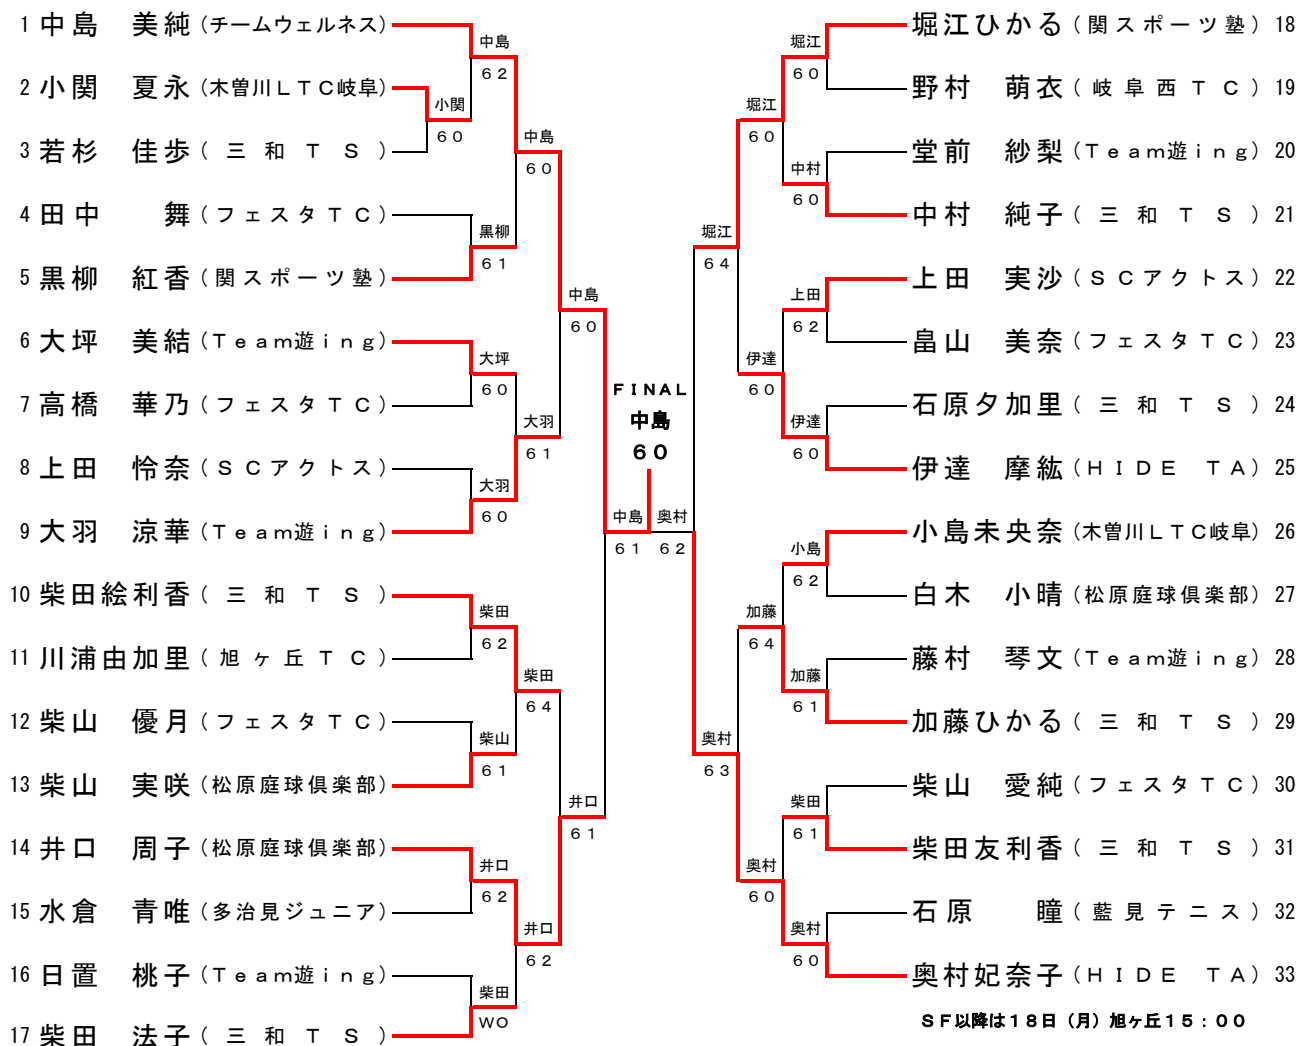 1 中島 美純 (チームウェルネス)
2 小関 夏永 (木曽川LTC岐阜)
3 若杉 佳歩 (三和TS)
4 田中 舞 (フェスタTC)
5 黒柳 紅香 (関スポーツ塾)
6 大坪 美結 (Team遊ing)
7 高橋 華乃 (フェスタTC)
8 上田 怜奈 (SCアクトス)
9 大羽 涼華 (Team遊ing)
10 柴田絵利香 (三和TS)
11 川浦由加里 (旭ヶ丘TC)
12 柴山 優月 (フェスタTC)
13 柴山 実咲 (松原庭球倶楽部)
14 井口 周子 (松原庭球倶楽部)
15 水倉 青唯 (多治見ジュニア)
16 日置 桃子 (Team遊ing)
17 柴田 法子 (三和TS)
小関
60
中島
62
黒柳
61
大坪
60
大羽
60
柴田
62
柴山
61
井口
62
柴田
WO
中島
60
大羽
61
柴田
64
井口
62
中島
60
井口
61
中島
61
FINAL
中島
60
奥村
62
堀江
64
奥村
63
堀江
60
伊達
60
加藤
64
奥村
60
堀江
60
中村
60
上田
62
伊達
60
小島
62
加藤
61
柴田
61
奥村
60
堀江ひかる (関スポーツ塾) 18
野村 萌衣 (岐阜西TC) 19
堂前 紗梨 (Team遊ing) 20
中村 純子 (三和TS) 21
上田 実沙 (SCアクトス) 22
畠山 美奈 (フェスタTC) 23
石原夕加里 (三和TS) 24
伊達 摩紘 (HIDE TA) 25
小島未央奈 (木曽川LTC岐阜) 26
白木 小晴 (松原庭球倶楽部) 27
藤村 琴文 (Team遊ing) 28
加藤ひかる (三和TS) 29
柴山 愛純 (フェスタTC) 30
柴田友利香 (三和TS) 31
石原 瞳 (藍見テニス) 32
奥村妃奈子 (HIDE TA) 33
SF以降は18日(月)旭ヶ丘15:00